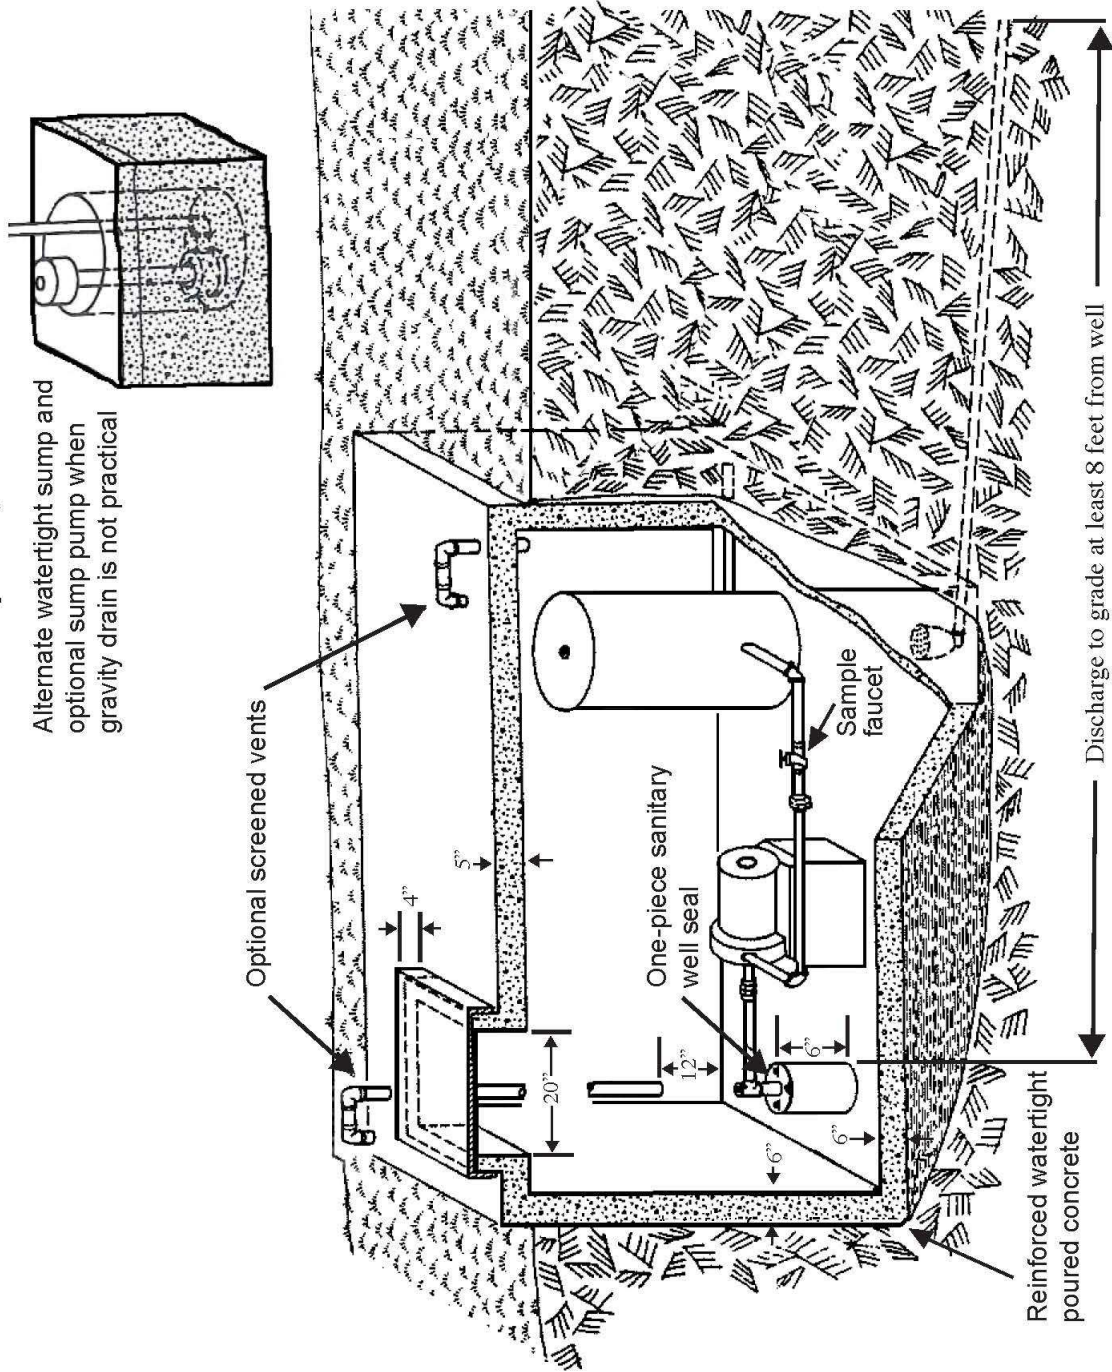 Alternate watertight sump and
optional sump pump when
gravity drain is not practical
Optional screened vents
4”
5”
20”
12”
One-piece sanitary
well seal
6”
6”
6”
Sample
faucet
Reinforced watertight
poured concrete
Discharge to grade at least 8 feet from well